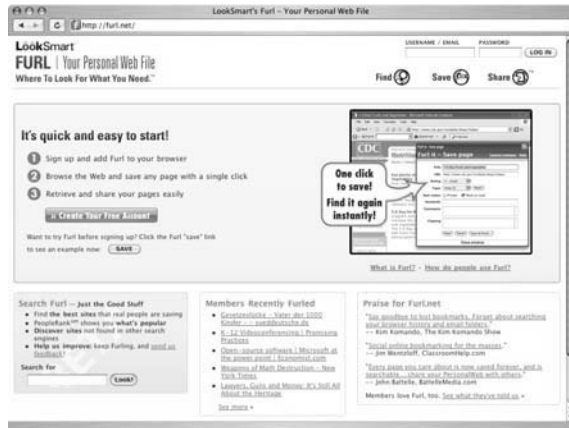 LookSmart's Furl - Your Personal Web File
http://furl.net/
LookSmart
FURL | Your Personal Web File
Where To Look For What You Need.™
USERNAME / EMAIL PASSWORD
LOG IN
Find Save Share
It's quick and easy to start!
1 Sign up and add Furl to your browser
2 Browse the Web and save any page with a single click
3 Retrieve and share your pages easily
» Create Your Free Account
Want to try Furl before signing up? Click the Furl "save" link
to see an example now: SAVE
CDC
Furl it - Save page
One click
to save!
Find it again
instantly!
What is Furl? - How do people use Furl?
Search Furl — Just the Good Stuff
• Find the best sites that real people are saving
• PeopleRank℠ shows you what's popular
• Discover sites not found in other search
engines
• Help us improve: keep Furling, and send us
feedback!
Search for
Look!
Members Recently Furled
• Gesetzeslücke - Vater der 1000
Kinder - - sueddeutsche.de
• K - 12 Videoconferencing | Promising
Practices
• Open-source software | Microsoft at
the power point | Economist.com
• Weapons of Math Destruction - New
York Times
• Lawyers, Guns and Money: It's Still All
About the Heritage
See more »
Praise for Furl.net
"Say goodbye to lost bookmarks. Forget about searching
your browser history and email folders."
-- Kim Komando, The Kim Komando Show
"Social online bookmarking for the masses."
-- Jim Wentzloff, ClassroomHelp.com
"Every page you care about is now saved forever, and is
searchable... share your PersonalWeb with others."
-- John Battelle, BattelleMedia.com
Members love Furl, too. See what they've told us »